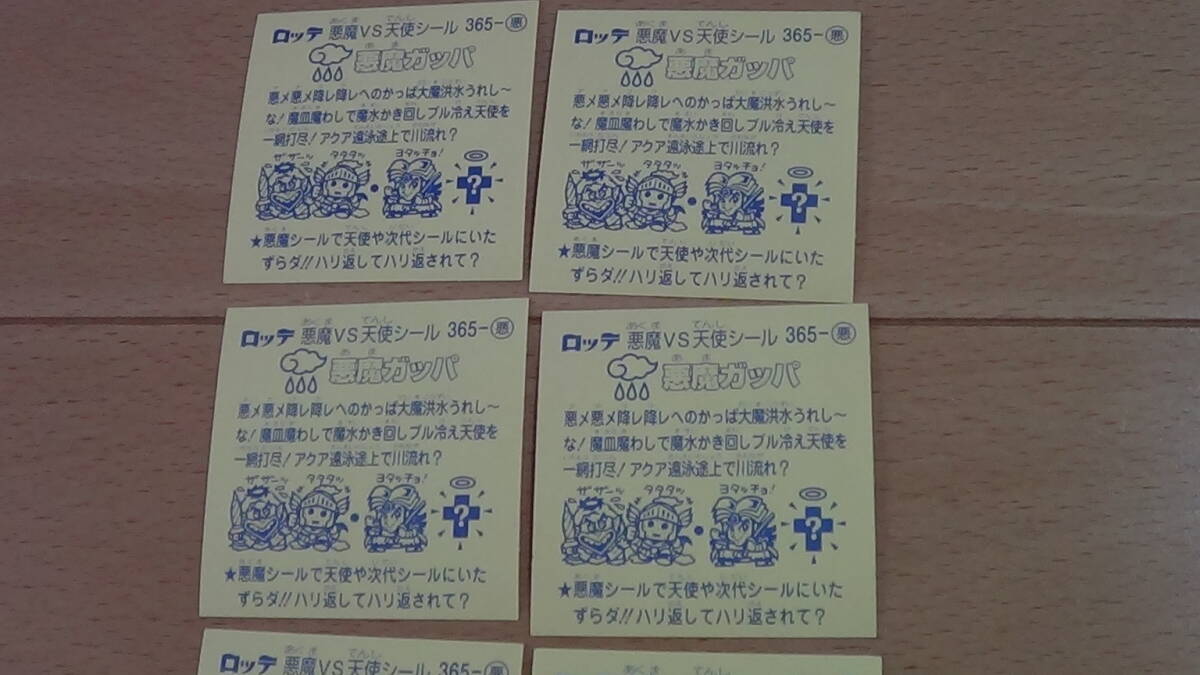 ロッテ 悪魔VS天使シール 365-悪
悪魔ガッパ
悪メ悪メ降レ降レへのかっぱ大魔洪水うれし〜
な!魔皿魔わしで魔水かき回しブル冷え天使を
一網打尽!アクア遠泳途上で川流れ?
ザザーッ タタタッ ヨタッチョ!
?
★悪魔シールで天使や次代シールにいた
ずらダ!!ハリ返してハリ返されて?
ロッテ 悪魔VS天使シール 365-悪
悪魔ガッパ
悪メ悪メ降レ降レへのかっぱ大魔洪水うれし〜
な!魔皿魔わしで魔水かき回しブル冷え天使を
一網打尽!アクア遠泳途上で川流れ?
ザザーッ タタタッ ヨタッチョ!
?
★悪魔シールで天使や次代シールにいた
ずらダ!!ハリ返してハリ返されて?
ロッテ 悪魔VS天使シール 365-悪
悪魔ガッパ
悪メ悪メ降レ降レへのかっぱ大魔洪水うれし〜
な!魔皿魔わしで魔水かき回しブル冷え天使を
一網打尽!アクア遠泳途上で川流れ?
ザザーッ タタタッ ヨタッチョ!
?
★悪魔シールで天使や次代シールにいた
ずらダ!!ハリ返してハリ返されて?
ロッテ 悪魔VS天使シール 365-悪
悪魔ガッパ
悪メ悪メ降レ降レへのかっぱ大魔洪水うれし〜
な!魔皿魔わしで魔水かき回しブル冷え天使を
一網打尽!アクア遠泳途上で川流れ?
ザザーッ タタタッ ヨタッチョ!
?
★悪魔シールで天使や次代シールにいた
ずらダ!!ハリ返してハリ返されて?
ロッテ 悪魔VS天使シール 365-悪